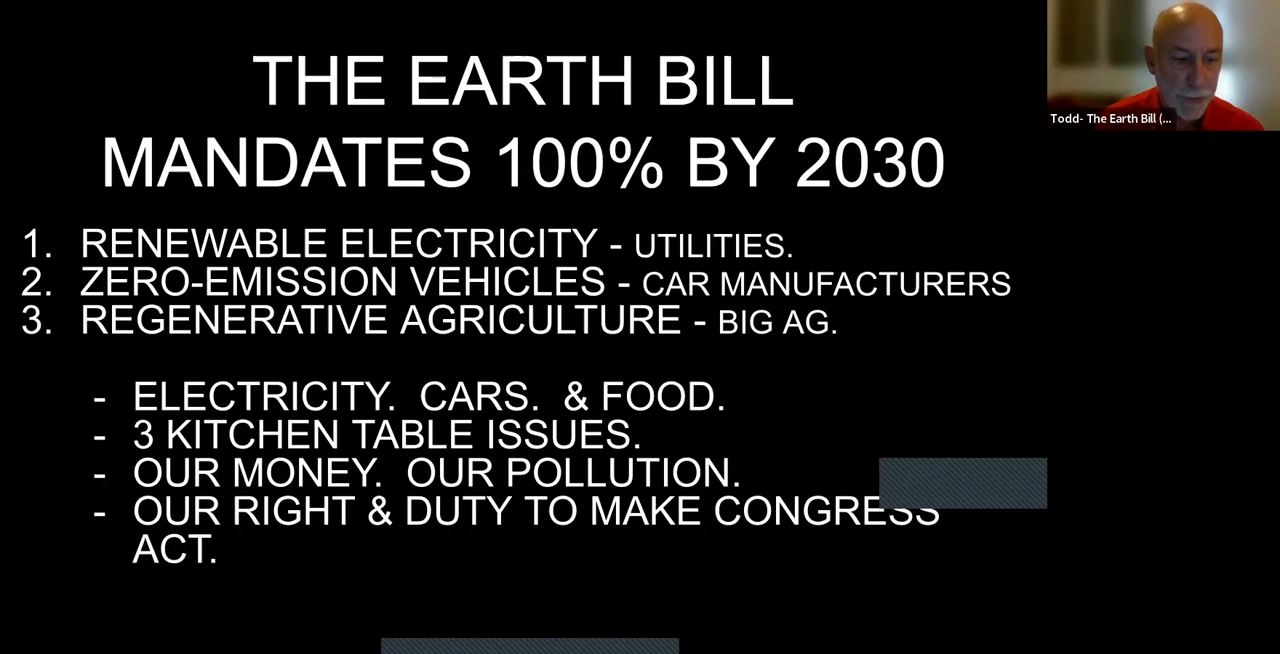 THE EARTH BILL
MANDATES 100% BY 2030
1. RENEWABLE ELECTRICITY - UTILITIES.
2. ZERO-EMISSION VEHICLES - CAR MANUFACTURERS
3. REGENERATIVE AGRICULTURE - BIG AG.
- ELECTRICITY. CARS. & FOOD.
- 3 KITCHEN TABLE ISSUES.
- OUR MONEY. OUR POLLUTION.
- OUR RIGHT & DUTY TO MAKE CONGRESS
ACT.
Todd- The Earth Bill (...